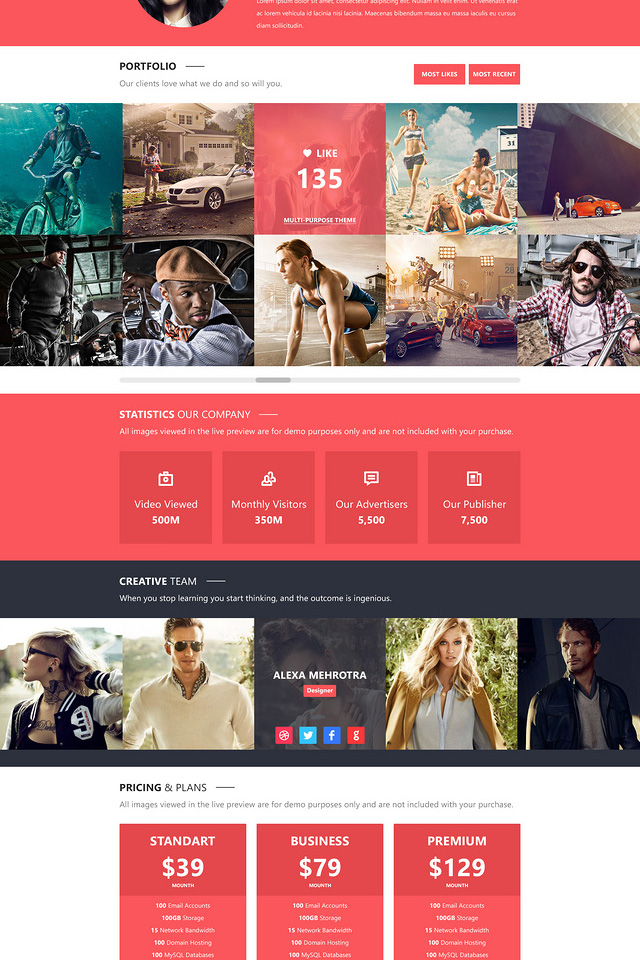 Lorem ipsum dolor sit amet, consectetur adipiscing elit. Nullam in velit enim. Ut venenatis erat
ac lorem vehicula id lacinia nisi lacinia. Maecenas bibendum massa a massa iaculis eu cursus
diam sollicitudin.
PORTFOLIO
Our clients love what we do and so will you.
MOST LIKES
MOST RECENT
LIKE
135
MULTI-PURPOSE THEME
31
28
STATISTICS OUR COMPANY
All images viewed in the live preview are for demo purposes only and are not included with your purchase.
Video Viewed
500M
Monthly Visitors
350M
Our Advertisers
5,500
Our Publisher
7,500
CREATIVE TEAM
When you stop learning you start thinking, and the outcome is ingenious.
9
ALEXA MEHROTRA
Designer
PRICING & PLANS
All images viewed in the live preview are for demo purposes only and are not included with your purchase.
STANDART
$39
MOUNTH
100 Email Accounts
100GB Storage
15 Network Bandwidth
100 Domain Hosting
100 MySQL Databases
BUSINESS
$79
MOUNTH
100 Email Accounts
100GB Storage
15 Network Bandwidth
100 Domain Hosting
100 MySQL Databases
PREMIUM
$129
MOUNTH
100 Email Accounts
100GB Storage
15 Network Bandwidth
100 Domain Hosting
100 MySQL Databases